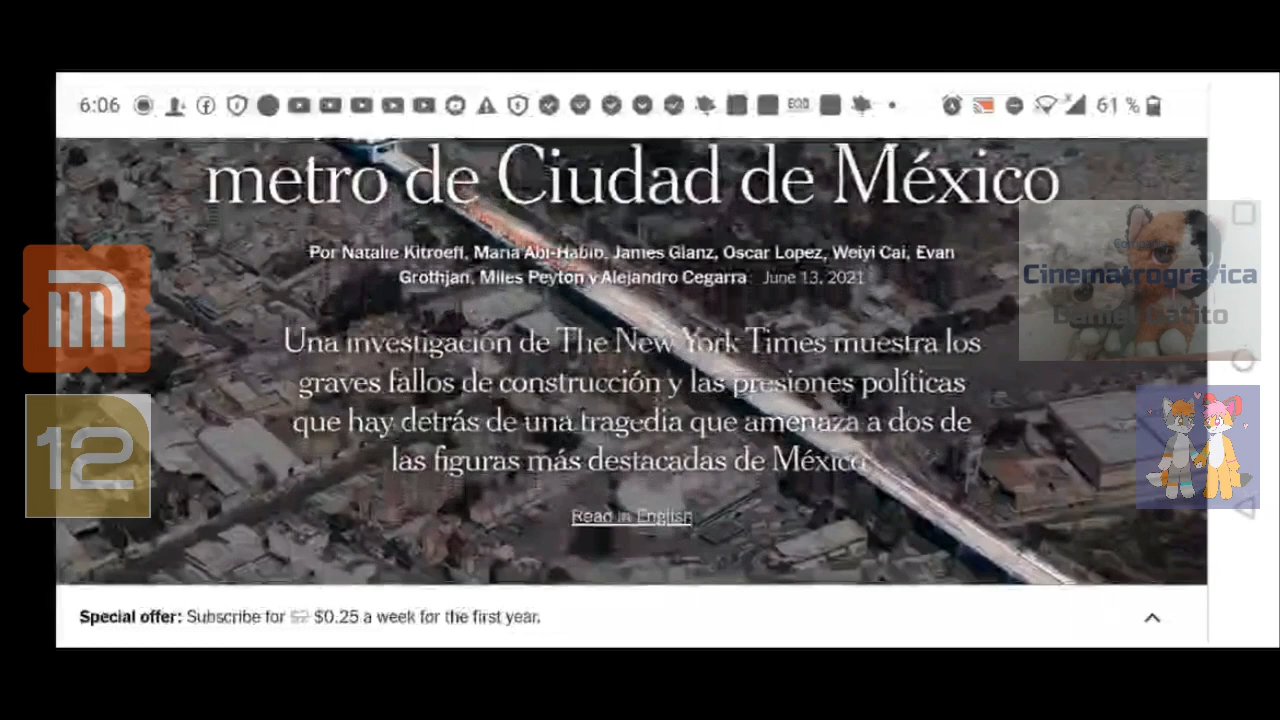 6:06
EQD
61 %
metro de Ciudad de México
Por Natalie Kitroeff, Maria Abi-Habib, James Glanz, Oscar Lopez, Weiyi Cai, Evan
Grothjan, Miles Peyton y Alejandro Cegarra June 13, 2021
Cinematrografica
Daniel Gatito
12
Una investigación de The New York Times muestra los
graves fallos de construcción y las presiones políticas
que hay detrás de una tragedia que amenaza a dos de
las figuras más destacadas de México
Read in English
Special offer: Subscribe for $0.25 a week for the first year.